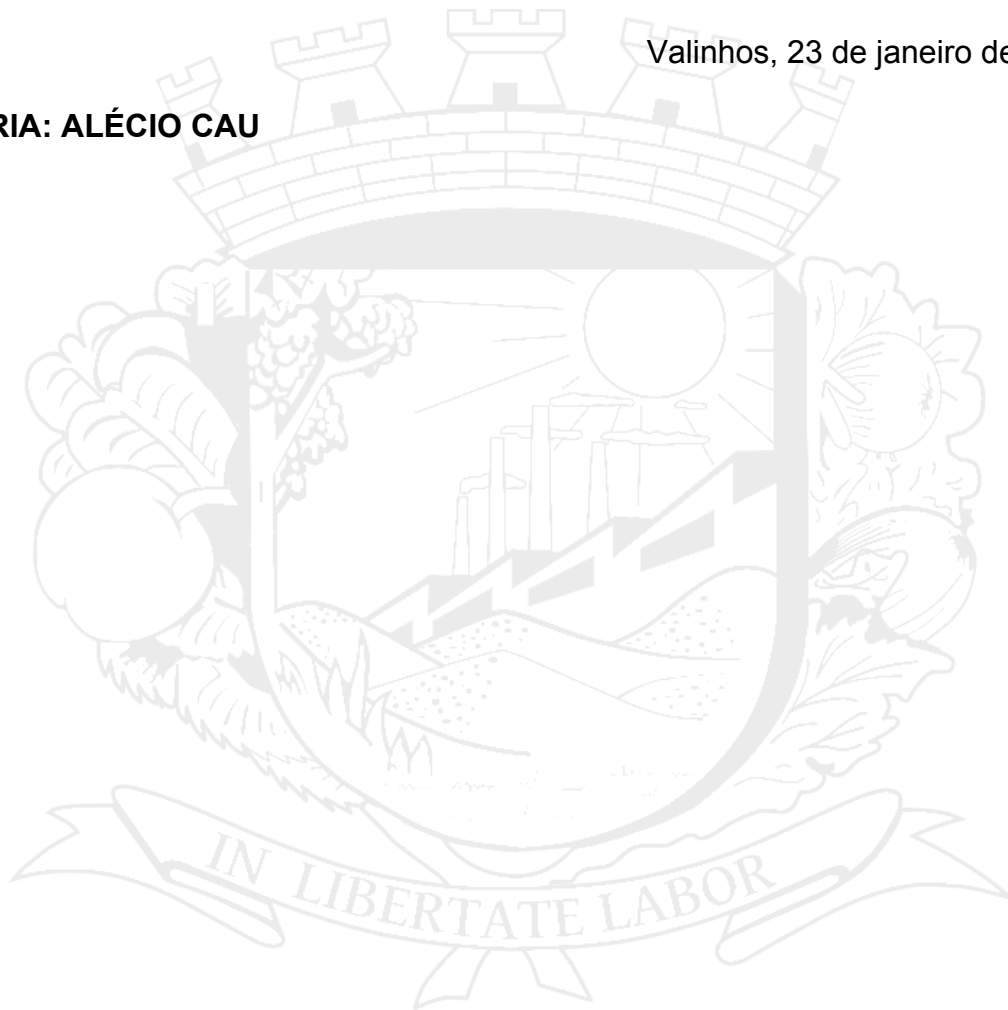 Valinhos, 23 de janeiro de
RIA: ALÉCIO CAU
IN LIBERTATE LABOR